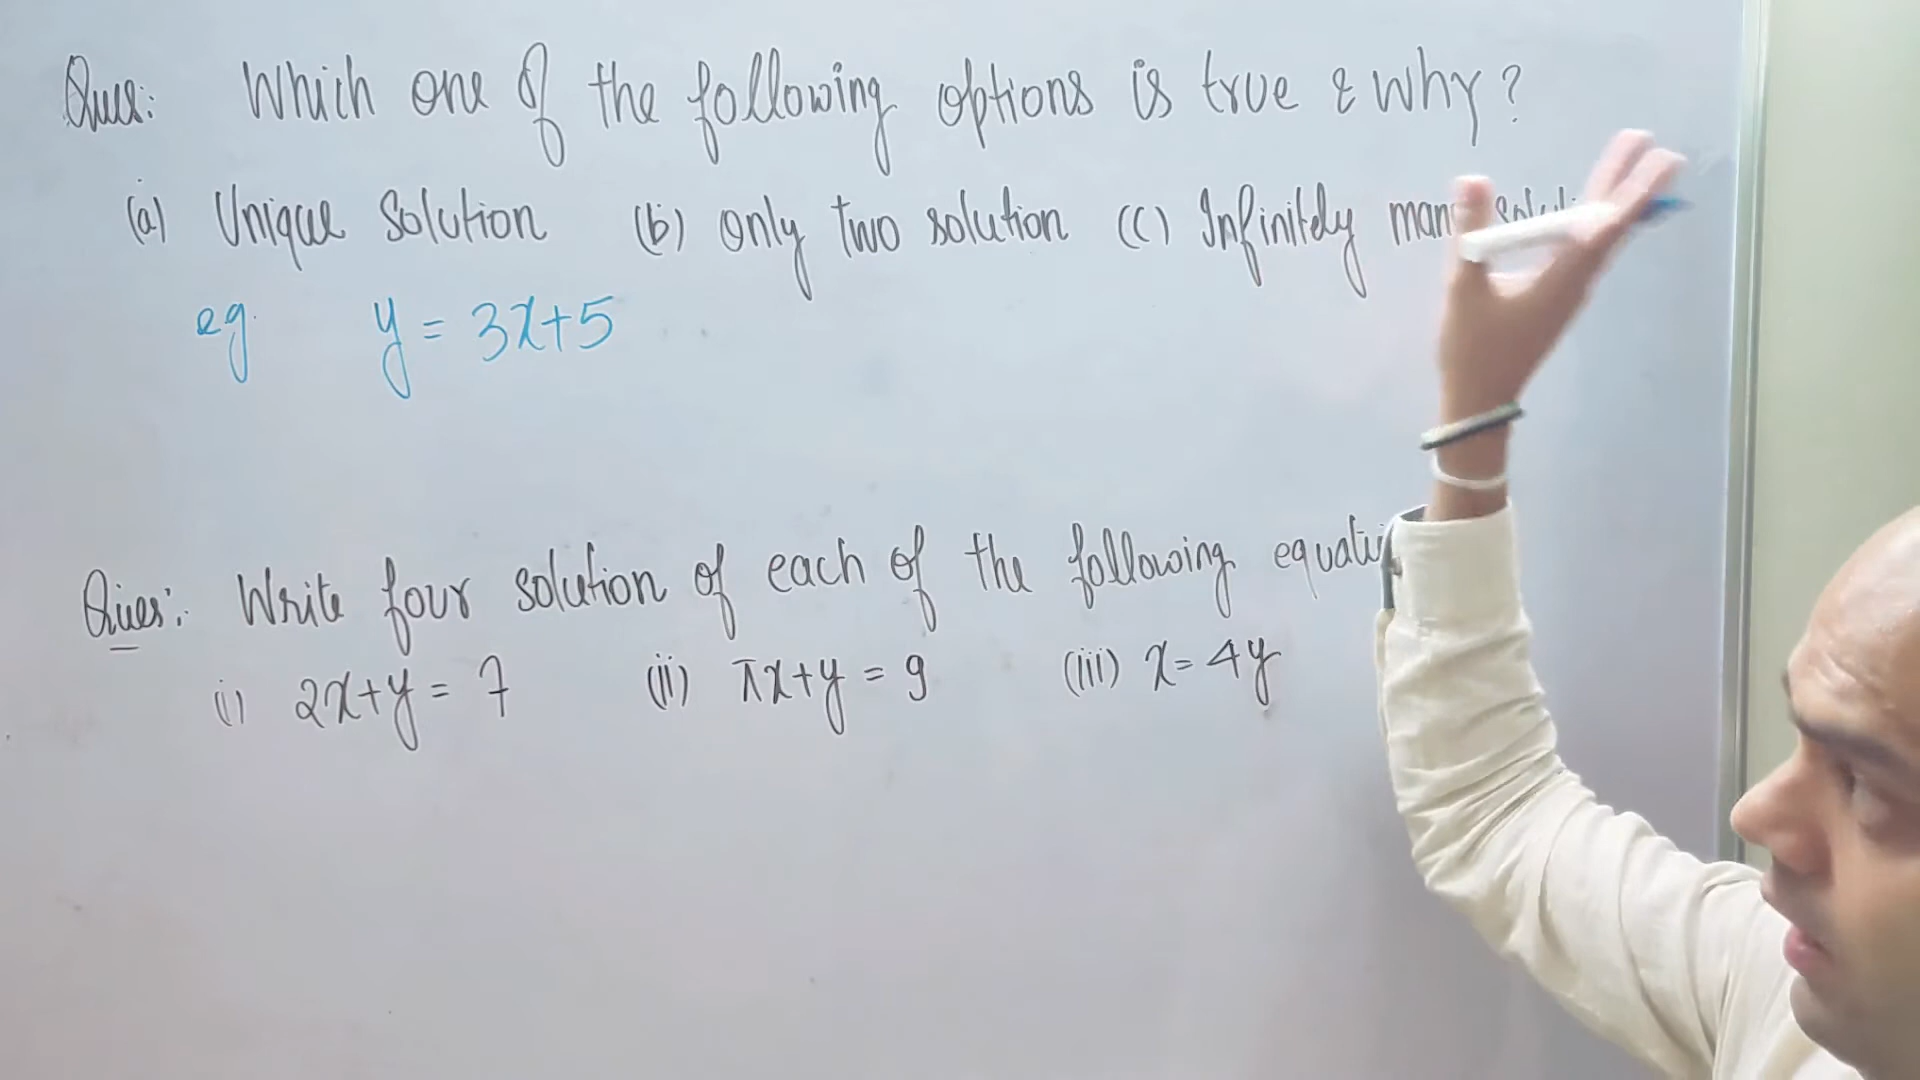 Ques: Which one of the following options is true & why?
(a) Unique Solution (b) only two solution (c) Infinitely
eg. y = 3x+5
Ques: Write four solution of each of the following
(i) 2x+y = 7 (ii) πx+y = 9 (iii) x = 4y